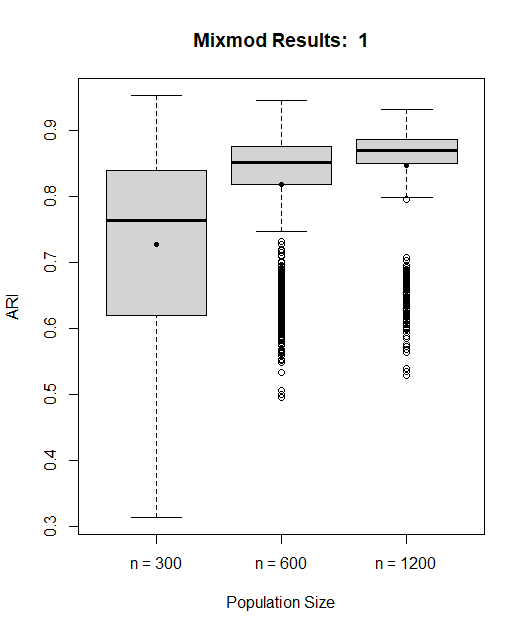 Mixmod Results:  1
ARI
0.9
0.8
0.7
0.6
0.5
0.4
0.3
n = 300
n = 600
n = 1200
Population Size